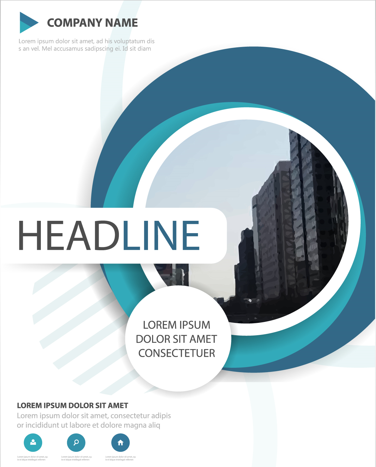 COMPANY NAME
Lorem ipsum dolor sit amet, ad his voluptatum dis
s an vel. Mel accusamus sadipscing ei. Id sit diam
HEADLINE
LOREM IPSUM
DOLOR SIT AMET
CONSECTETUER
LOREM IPSUM DOLOR SIT AMET
Lorem ipsum dolor sit amet, consectetur adipis
or incididunt ut labore et dolore magna aliq